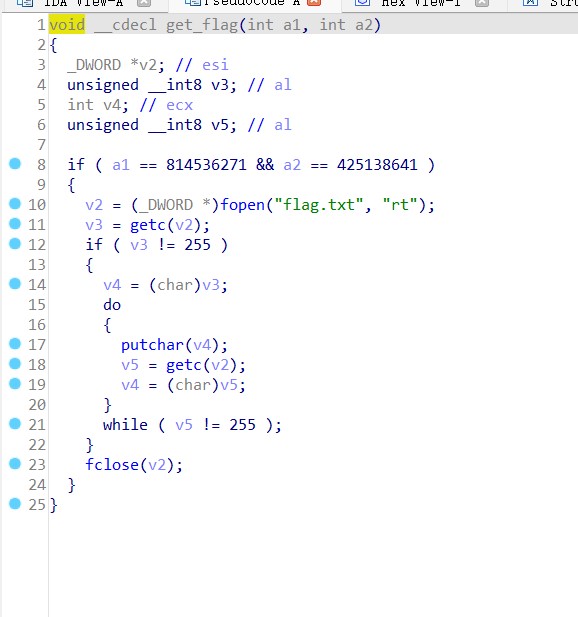 IDA View-A Pseudocode A Hex View-1 Stru
1 void __cdecl get_flag(int a1, int a2)
2 {
3 _DWORD *v2; // esi
4 unsigned __int8 v3; // al
5 int v4; // ecx
6 unsigned __int8 v5; // al
7
8 if ( a1 == 814536271 && a2 == 425138641 )
9 {
10 v2 = (_DWORD *)fopen("flag.txt", "rt");
11 v3 = getc(v2);
12 if ( v3 != 255 )
13 {
14 v4 = (char)v3;
15 do
16 {
17 putchar(v4);
18 v5 = getc(v2);
19 v4 = (char)v5;
20 }
21 while ( v5 != 255 );
22 }
23 fclose(v2);
24 }
25 }